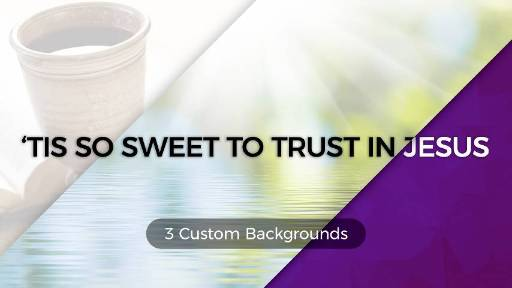 ‘TIS SO SWEET TO TRUST IN JESUS
3 Custom Backgrounds